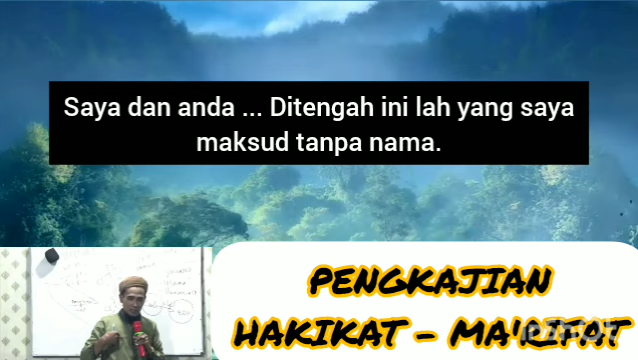 Saya dan anda ... Ditengah ini lah yang saya
maksud tanpa nama.
PENGKAJIAN
HAKIKAT - MA'RIFAT